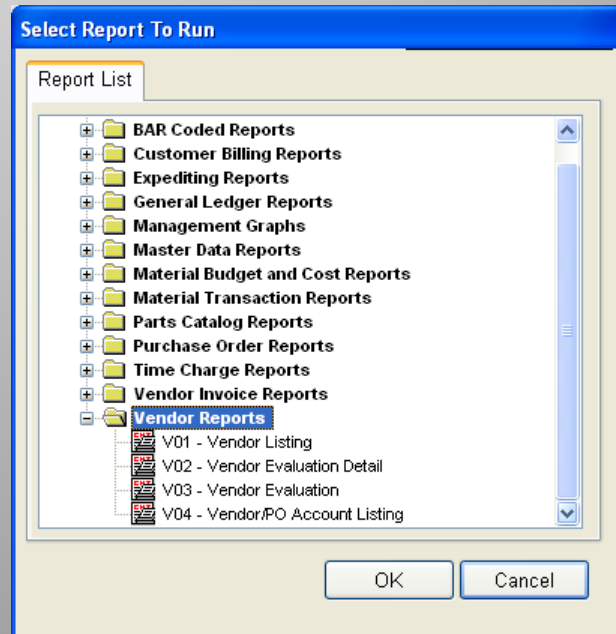 Select Report To Run
Report List
BAR Coded Reports
Customer Billing Reports
Expediting Reports
General Ledger Reports
Management Graphs
Master Data Reports
Material Budget and Cost Reports
Material Transaction Reports
Parts Catalog Reports
Purchase Order Reports
Time Charge Reports
Vendor Invoice Reports
Vendor Reports
V01 - Vendor Listing
V02 - Vendor Evaluation Detail
V03 - Vendor Evaluation
V04 - Vendor/PO Account Listing
OK Cancel